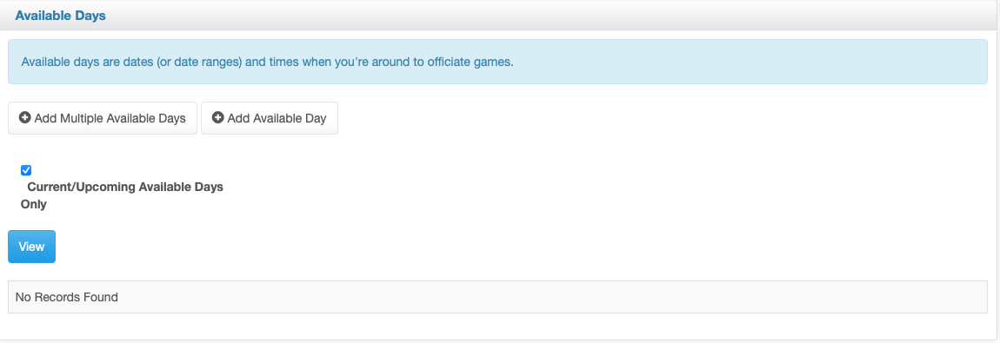 Available Days
Available days are dates (or date ranges) and times when you're around to officiate games.
Add Multiple Available Days
Add Available Day
Current/Upcoming Available Days
Only
View
No Records Found